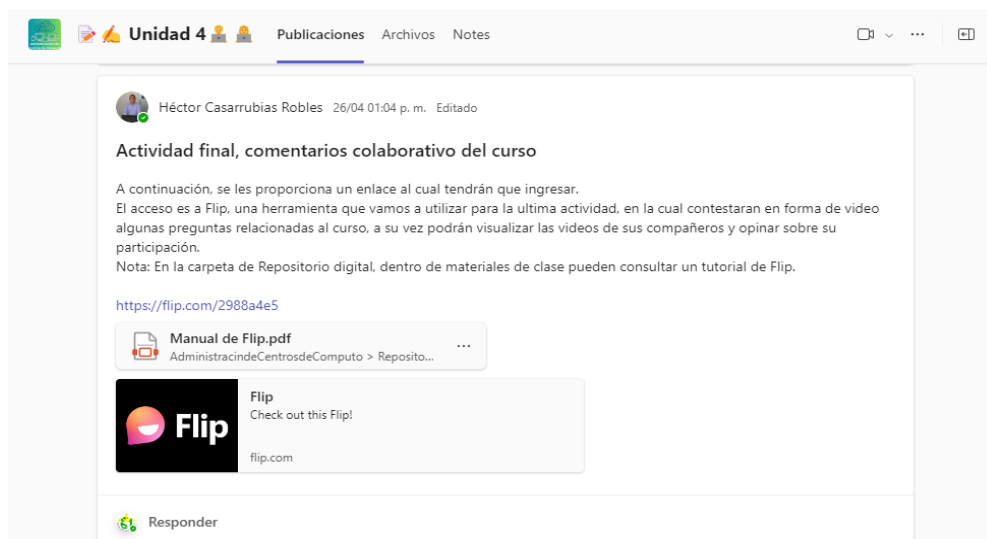 Unidad 4
Publicaciones
Archivos
Notes
Héctor Casarrubias Robles 26/04 01:04 p. m. Editado
Actividad final, comentarios colaborativo del curso
A continuación, se les proporciona un enlace al cual tendrán que ingresar.
El acceso es a Flip, una herramienta que vamos a utilizar para la ultima actividad, en la cual contestaran en forma de video
algunas preguntas relacionadas al curso, a su vez podrán visualizar las videos de sus compañeros y opinar sobre su
participación.
Nota: En la carpeta de Repositorio digital, dentro de materiales de clase pueden consultar un tutorial de Flip.
https://flip.com/2988a4e5
Manual de Flip.pdf
AdministracindeCentrosdeComputo > Reposito...
Flip
Flip
Check out this Flip!
flip.com
Responder